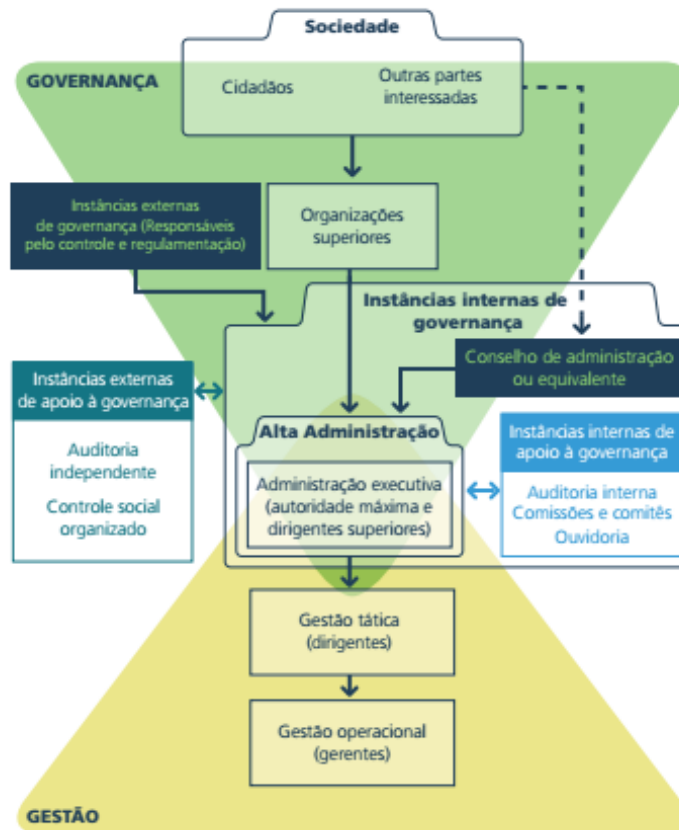 Sociedade
GOVERNANÇA
Cidadãos
Outras partes
interessadas
Instâncias externas
de governança (Responsáveis
pelo controle e regulamentação)
Organizações
superiores
Instâncias internas de
governança
Conselho de administração
ou equivalente
Instâncias externas
de apoio à governança
Auditoria
independente
Controle social
organizado
Alta Administração
Administração executiva
(autoridade máxima e
dirigentes superiores)
Instâncias internas de
apoio à governança
Auditoria interna
Comissões e comitês
Ouvidoria
Gestão tática
(dirigentes)
Gestão operacional
(gerentes)
GESTÃO